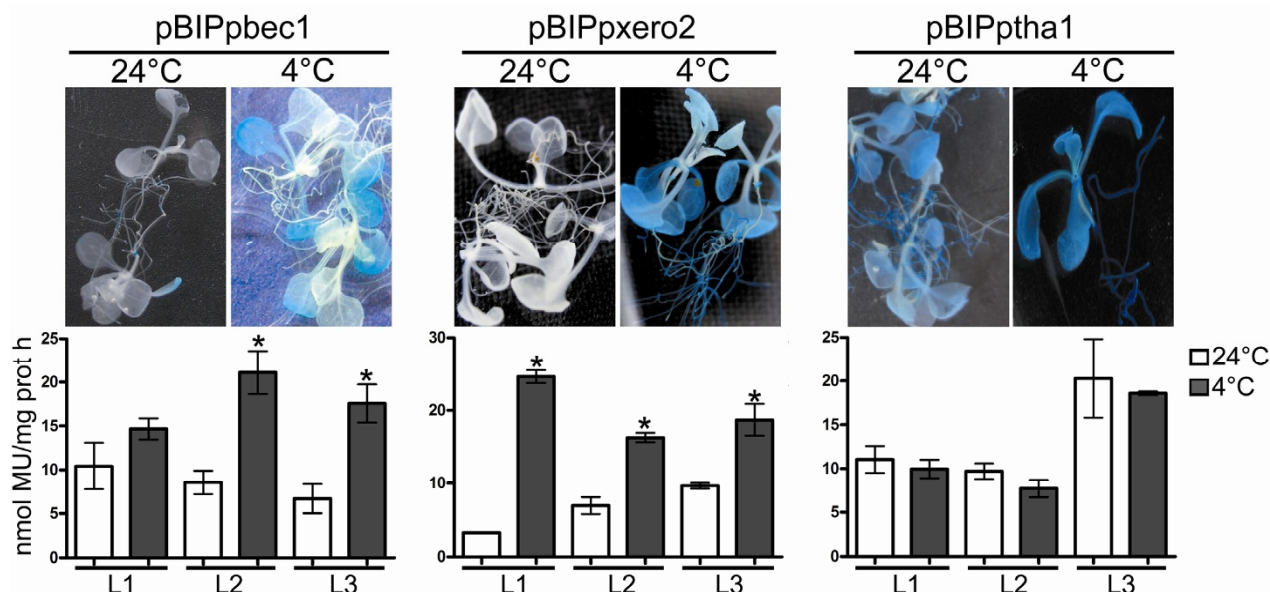 pBIPpbec1 pBIPpxero2 pBIPptha1
24°C 4°C 24°C 4°C 24°C 4°C
nmol MU/mg prot h
25
20
15
10
5
0
* *
L1 L2 L3
30
20
10
0
* * *
L1 L2 L3
25
20
15
10
5
0
L1 L2 L3
24°C
4°C